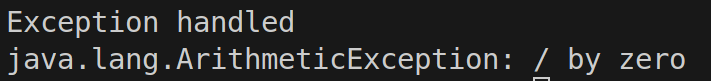 Exception handled
java.lang.ArithmeticException: / by zero